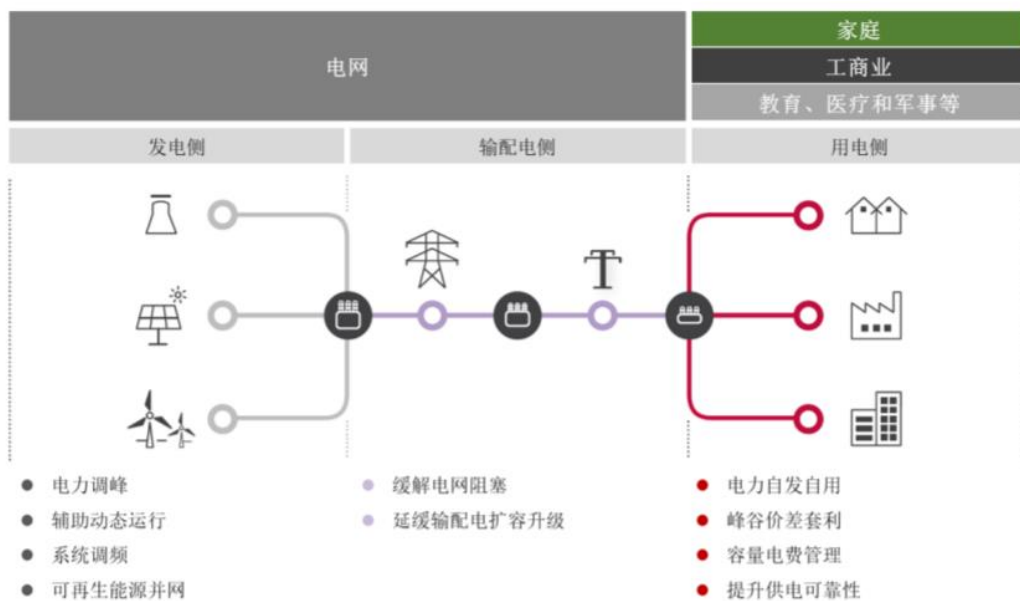 电网
家庭
工商业
教育、医疗和军事等
发电侧
输配电侧
用电侧
电力调峰
辅助动态运行
系统调频
可再生能源并网
缓解电网阻塞
延缓输配电扩容升级
电力自发自用
峰谷价差套利
容量电费管理
提升供电可靠性